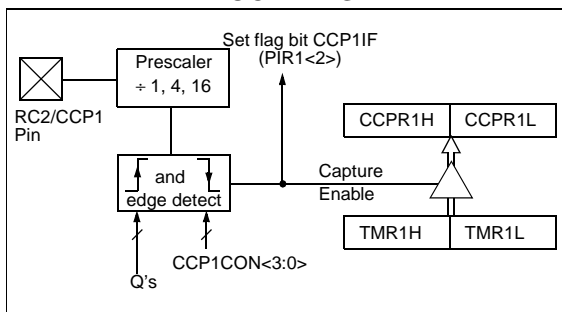 Set flag bit CCP1IF
(PIR1<2>)
Prescaler
÷ 1, 4, 16
RC2/CCP1
Pin
CCPR1H
CCPR1L
and
edge detect
Capture
Enable
TMR1H
TMR1L
CCP1CON<3:0>
Q's